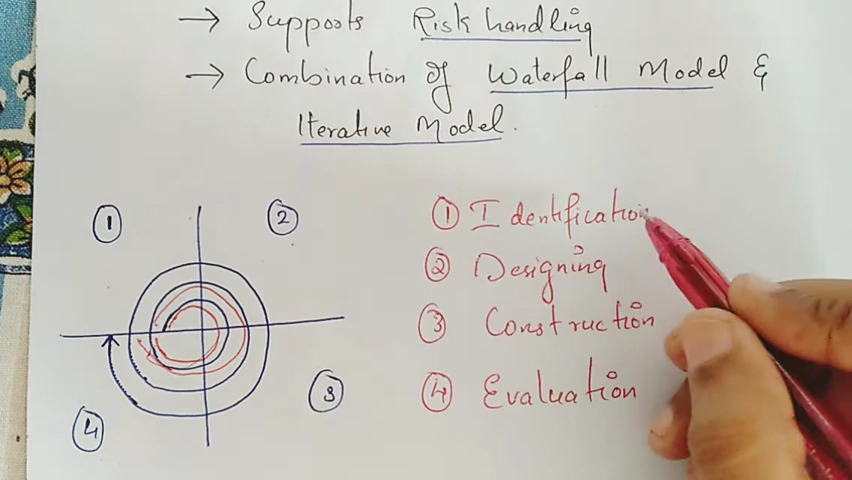 → Supports Risk handling
→ Combination of Waterfall Model &
Iterative Model.
① ②
① Identification
② Designing
③ Construction
③
④ Evaluation
④